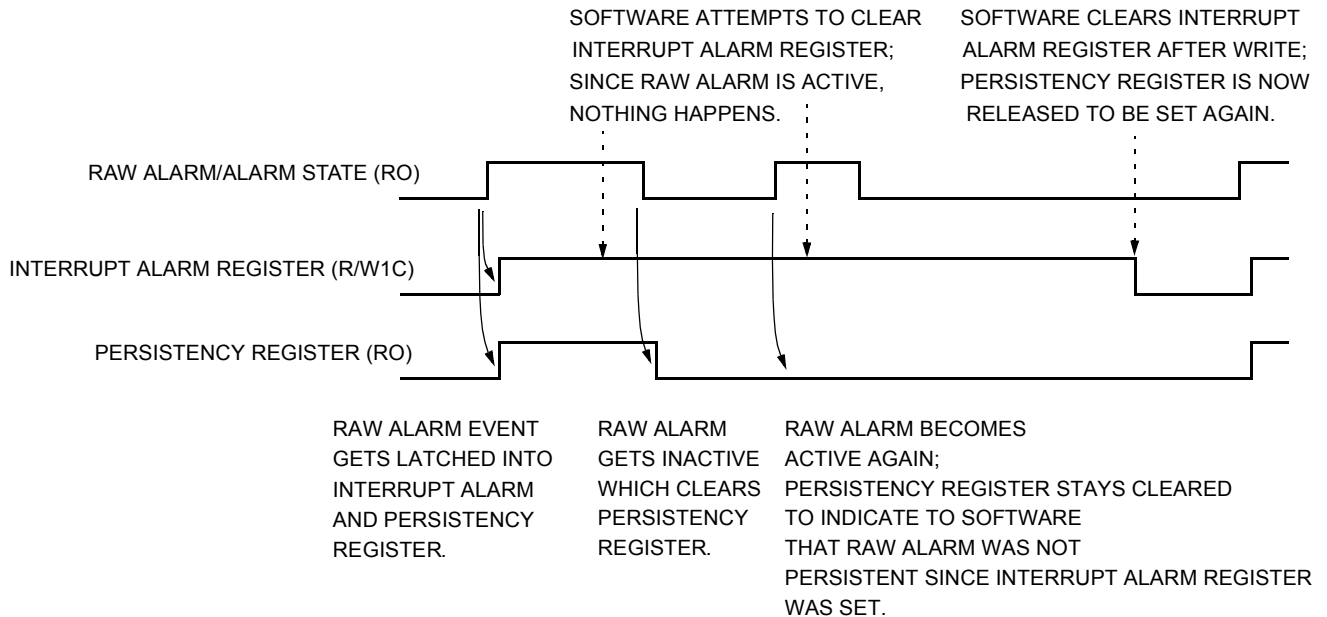 SOFTWARE ATTEMPTS TO CLEAR
INTERRUPT ALARM REGISTER;
SINCE RAW ALARM IS ACTIVE,
NOTHING HAPPENS.
SOFTWARE CLEARS INTERRUPT
ALARM REGISTER AFTER WRITE;
PERSISTENCY REGISTER IS NOW
RELEASED TO BE SET AGAIN.
RAW ALARM/ALARM STATE (RO)
INTERRUPT ALARM REGISTER (R/W1C)
PERSISTENCY REGISTER (RO)
RAW ALARM EVENT
GETS LATCHED INTO
INTERRUPT ALARM
AND PERSISTENCY
REGISTER.
RAW ALARM
GETS INACTIVE
WHICH CLEARS
PERSISTENCY
REGISTER.
RAW ALARM BECOMES
ACTIVE AGAIN;
PERSISTENCY REGISTER STAYS CLEARED
TO INDICATE TO SOFTWARE
THAT RAW ALARM WAS NOT
PERSISTENT SINCE INTERRUPT ALARM REGISTER
WAS SET.